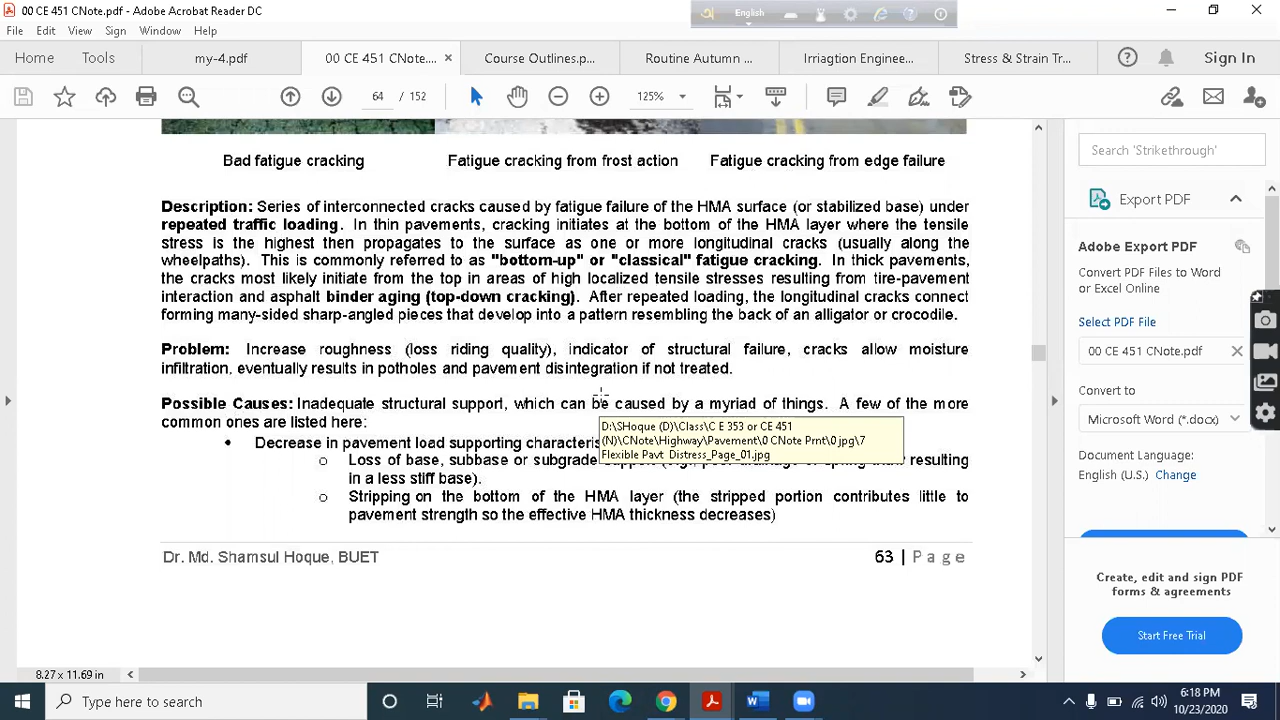 00 CE 451 CNote.pdf - Adobe Acrobat Reader DC
English
File Edit View Sign Window Help
Home Tools my-4.pdf 00 CE 451 CNote.... × Course Outlines.p... Routine Autumn ... Irriagtion Enginee... Stress & Strain Tr... Sign In
64 / 152 125%
Bad fatigue cracking Fatigue cracking from frost action Fatigue cracking from edge failure
Description: Series of interconnected cracks caused by fatigue failure of the HMA surface (or stabilized base) under
repeated traffic loading. In thin pavements, cracking initiates at the bottom of the HMA layer where the tensile
stress is the highest then propagates to the surface as one or more longitudinal cracks (usually along the
wheelpaths). This is commonly referred to as "bottom-up" or "classical" fatigue cracking. In thick pavements,
the cracks most likely initiate from the top in areas of high localized tensile stresses resulting from tire-pavement
interaction and asphalt binder aging (top-down cracking). After repeated loading, the longitudinal cracks connect
forming many-sided sharp-angled pieces that develop into a pattern resembling the back of an alligator or crocodile.
Problem: Increase roughness (loss riding quality), indicator of structural failure, cracks allow moisture
infiltration, eventually results in potholes and pavement disintegration if not treated.
Possible Causes: Inadequate structural support, which can be caused by a myriad of things. A few of the more
common ones are listed here:
• Decrease in pavement load supporting characteris
D:\SHoque (D)\Class\C E 353 or CE 451
(N)\CNote\Highway\Pavement\0 CNote Prnt\0 jpg\7
Flexible Pavt Distress_Page_01.jpg
o Loss of base, subbase or subgrade resulting
in a less stiff base).
o Stripping on the bottom of the HMA layer (the stripped portion contributes little to
pavement strength so the effective HMA thickness decreases)
Dr. Md. Shamsul Hoque, BUET 63 | Page
8.27 x 11.69 in
Search 'Strikethrough'
Export PDF
Adobe Export PDF
Convert PDF Files to Word
or Excel Online
Select PDF File
00 CE 451 CNote.pdf ×
Convert to
Microsoft Word (*.docx)
Document Language:
English (U.S.) Change
Create, edit and sign PDF
forms & agreements
Start Free Trial
Type here to search
6:18 PM
10/23/2020